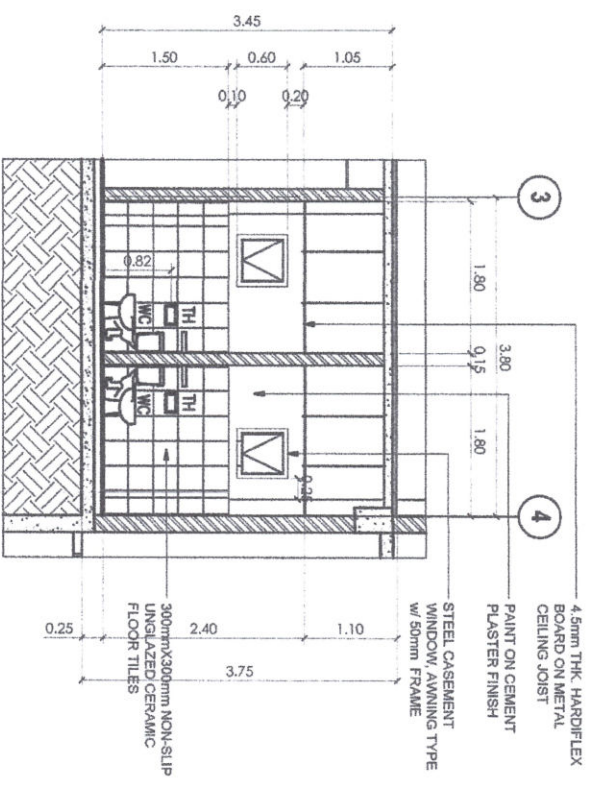 3.45
1.50
0.60
1.05
0.10
0.20
3
4
1.80
0.15
1.80
3.80
0.82
TH
WC
TH
WC
4.5mm THK. HARDIFLEX
BOARD ON METAL
CEILING JOIST
PAINT ON CEMENT
PLASTER FINISH
STEEL CASEMENT
WINDOW, AWNING TYPE
w/ 50mm FRAME
300mmX300mm NON-SLIP
UNGLAZED CERAMIC
FLOOR TILES
0.25
2.40
1.10
3.75